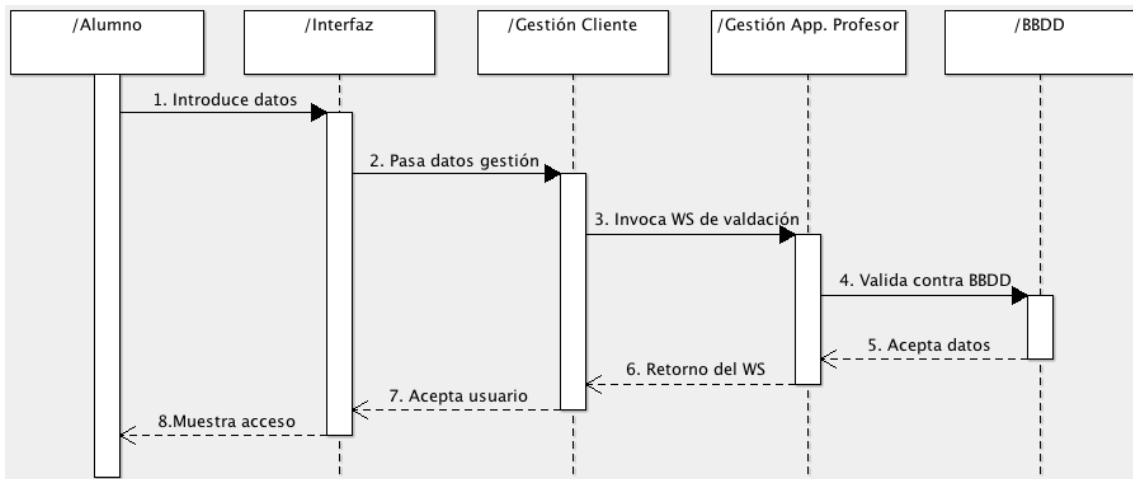 /Alumno
/Interfaz
/Gestión Cliente
/Gestión App. Profesor
/BBDD
1. Introduce datos
2. Pasa datos gestión
3. Invoca WS de valdación
4. Valida contra BBDD
5. Acepta datos
6. Retorno del WS
7. Acepta usuario
8.Muestra acceso